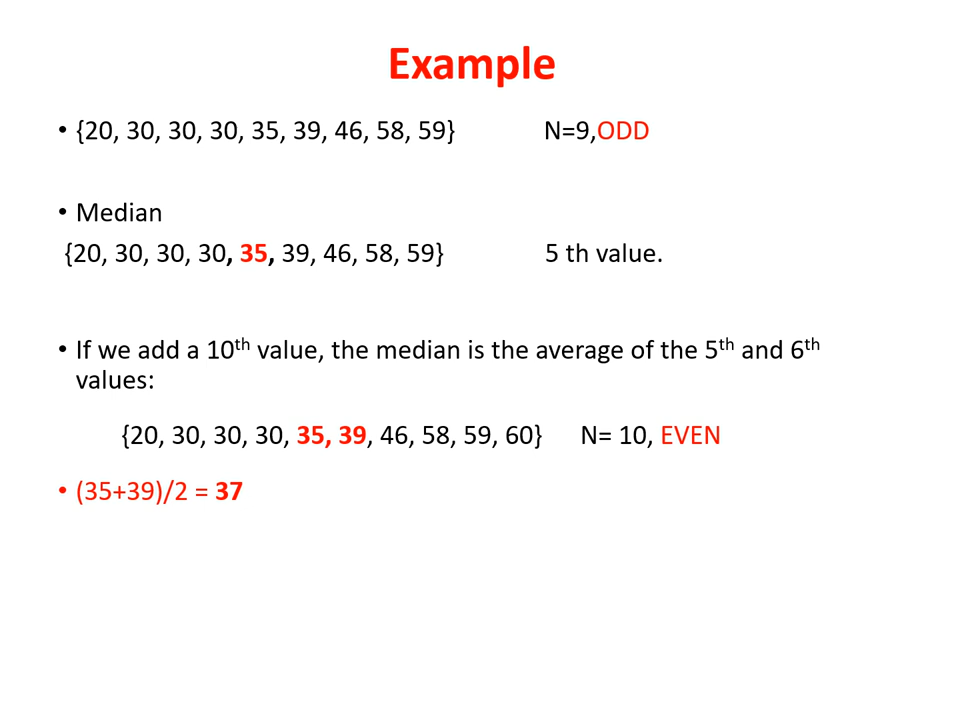 Example
• {20, 30, 30, 30, 35, 39, 46, 58, 59} N=9,ODD
• Median
{20, 30, 30, 30, 35, 39, 46, 58, 59} 5 th value.
• If we add a 10th value, the median is the average of the 5th and 6th
values:
{20, 30, 30, 30, 35, 39, 46, 58, 59, 60} N= 10, EVEN
• (35+39)/2 = 37